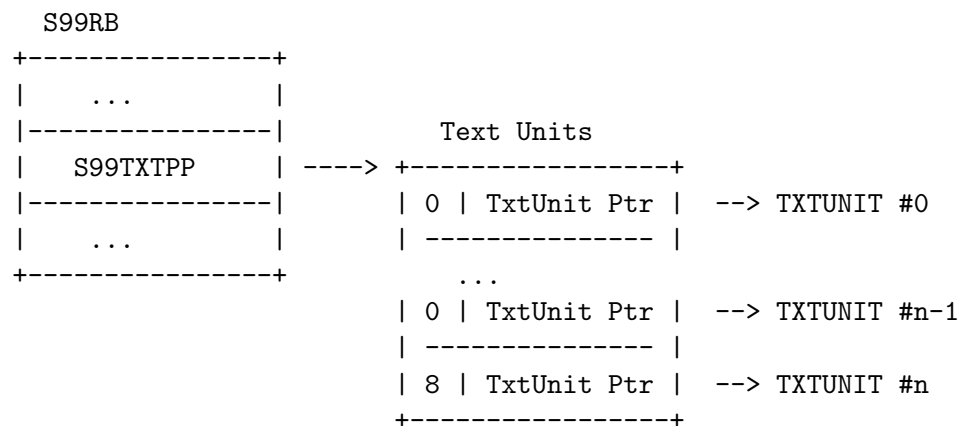 S99RB
+----------------+
|    ...         |
|----------------|          Text Units
|   S99TXTPP     | ----> +-----------------+
|----------------|       | 0 | TxtUnit Ptr |  --> TXTUNIT #0
|    ...         |       | --------------- |
+----------------+           ...
| 0 | TxtUnit Ptr |  --> TXTUNIT #n-1
| --------------- |
| 8 | TxtUnit Ptr |  --> TXTUNIT #n
+-----------------+